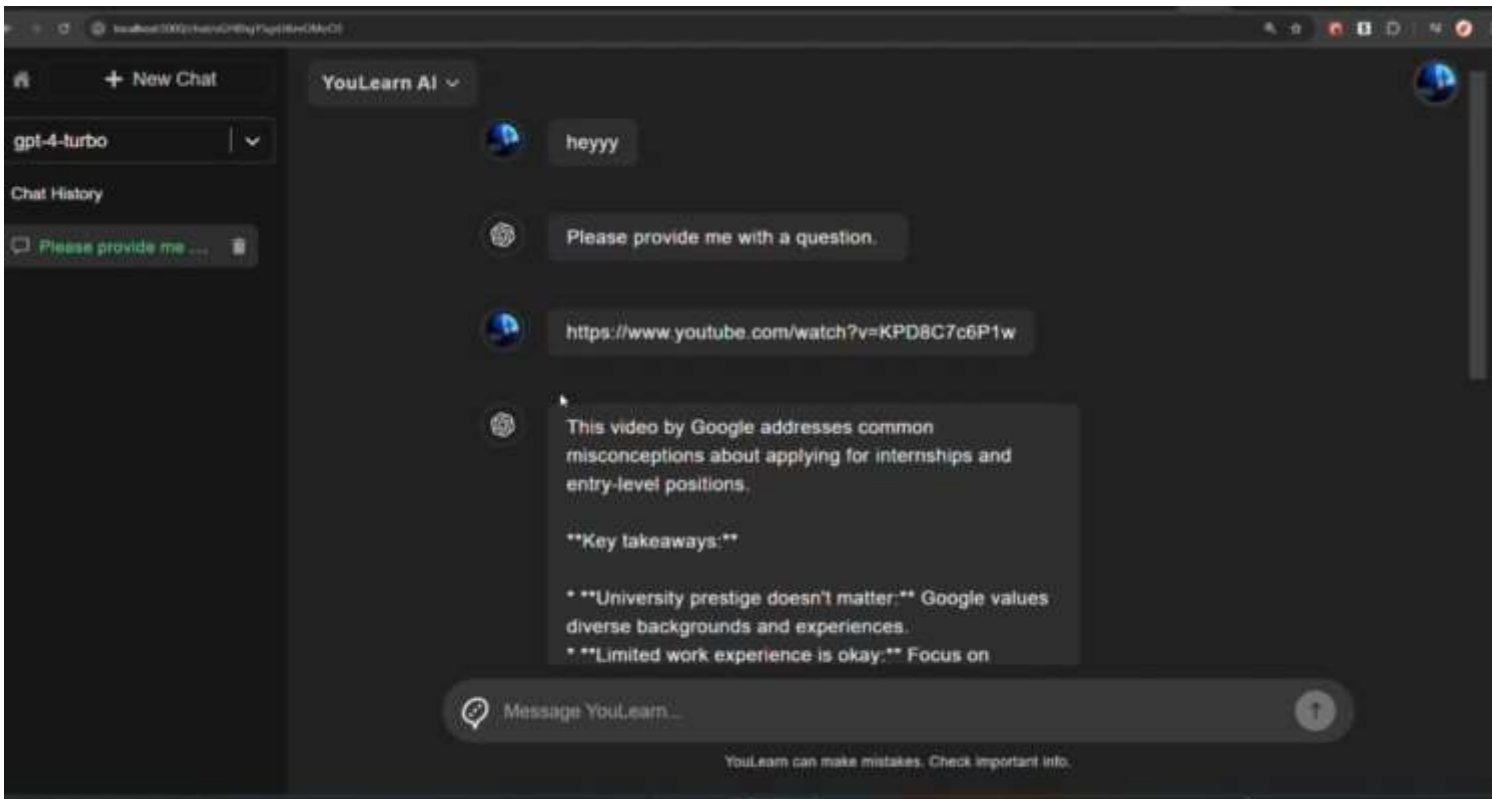 + New Chat
YouLearn AI
gpt-4-turbo
heyyy
Chat History
Please provide me ...
Please provide me with a question.
https://www.youtube.com/watch?v=KPD8C7c6P1w
This video by Google addresses common
misconceptions about applying for internships and
entry-level positions.
**Key takeaways:**
* **University prestige doesn't matter:** Google values
diverse backgrounds and experiences.
* **Limited work experience is okay:** Focus on
Message YouLearn...
YouLearn can make mistakes. Check important info.